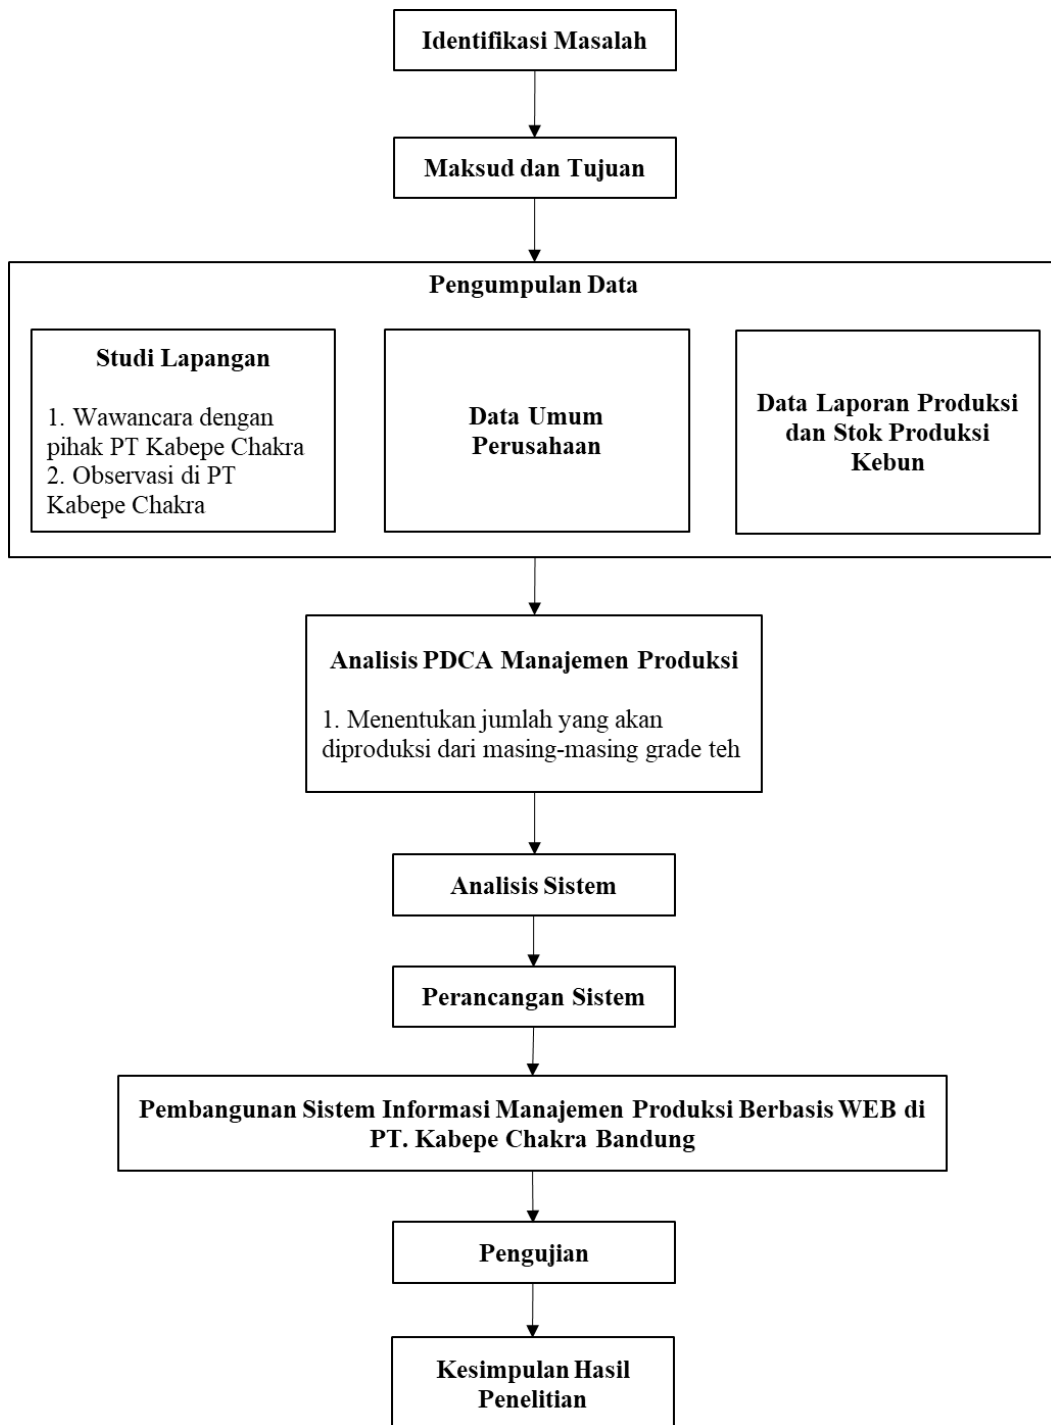 Identifikasi Masalah
Maksud dan Tujuan
Pengumpulan Data
Studi Lapangan
1. Wawancara dengan
pihak PT Kabepe Chakra
2. Observasi di PT
Kabepe Chakra
Data Umum
Perusahaan
Data Laporan Produksi
dan Stok Produksi
Kebun
Analisis PDCA Manajemen Produksi
1. Menentukan jumlah yang akan
diproduksi dari masing-masing grade teh
Analisis Sistem
Perancangan Sistem
Pembangunan Sistem Informasi Manajemen Produksi Berbasis WEB di
PT. Kabepe Chakra Bandung
Pengujian
Kesimpulan Hasil
Penelitian